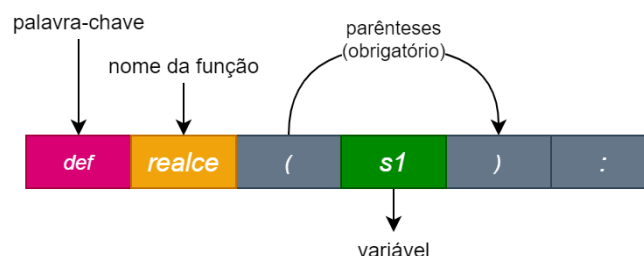 palavra-chave
nome da função
parênteses
(obrigatório)
def realce ( s1 ) :
variável